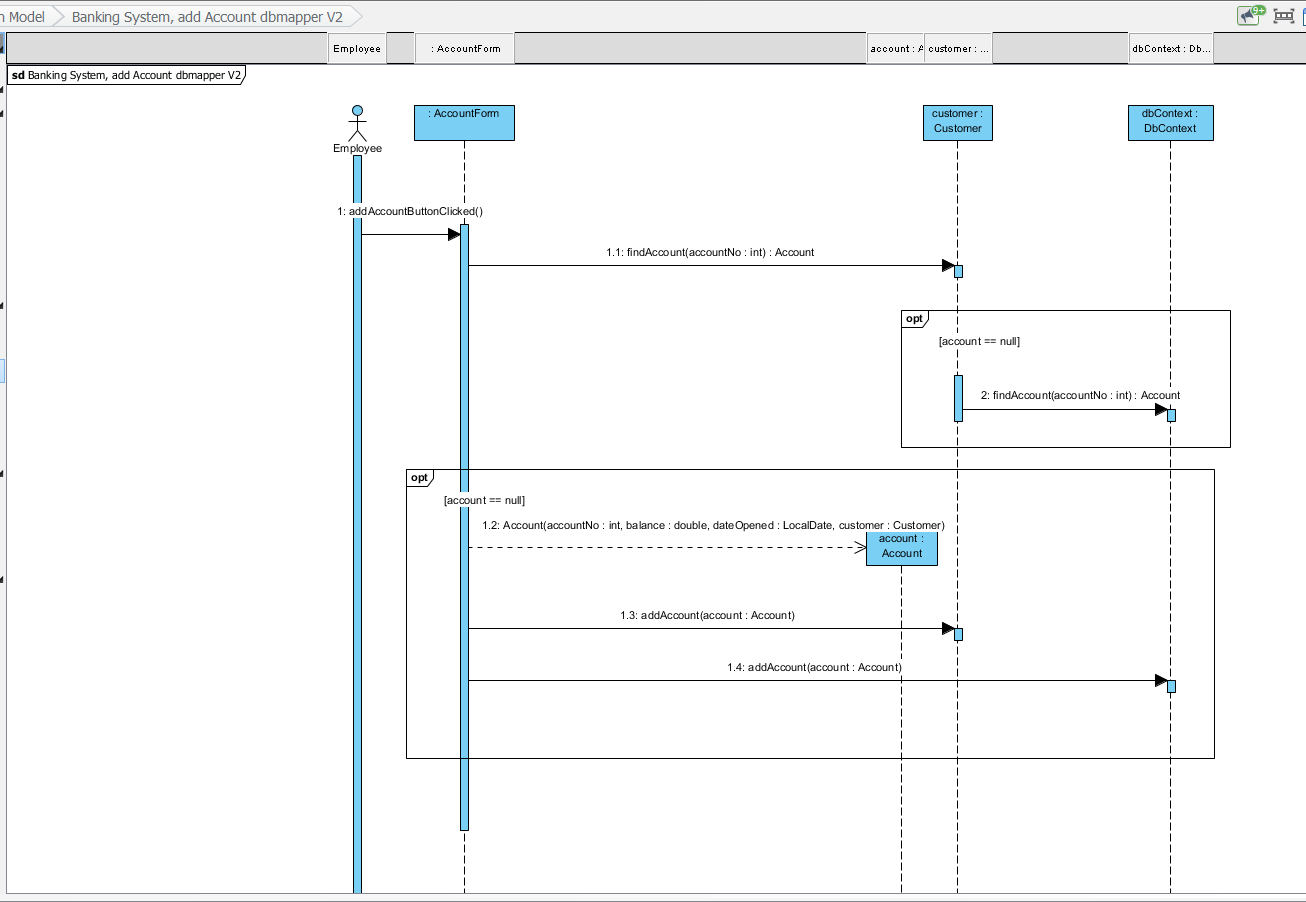 n Model
Banking System, add Account dbmapper V2
9+
Employee
: AccountForm
account : A
customer : ...
dbContext : Db...
sd Banking System, add Account dbmapper V2
: AccountForm
customer :
Customer
dbContext :
DbContext
Employee
1: addAccountButtonClicked()
1.1: findAccount(accountNo : int) : Account
opt
[account == null]
2: findAccount(accountNo : int) : Account
opt
[account == null]
1.2: Account(accountNo : int, balance : double, dateOpened : LocalDate, customer : Customer)
account :
Account
1.3: addAccount(account : Account)
1.4: addAccount(account : Account)